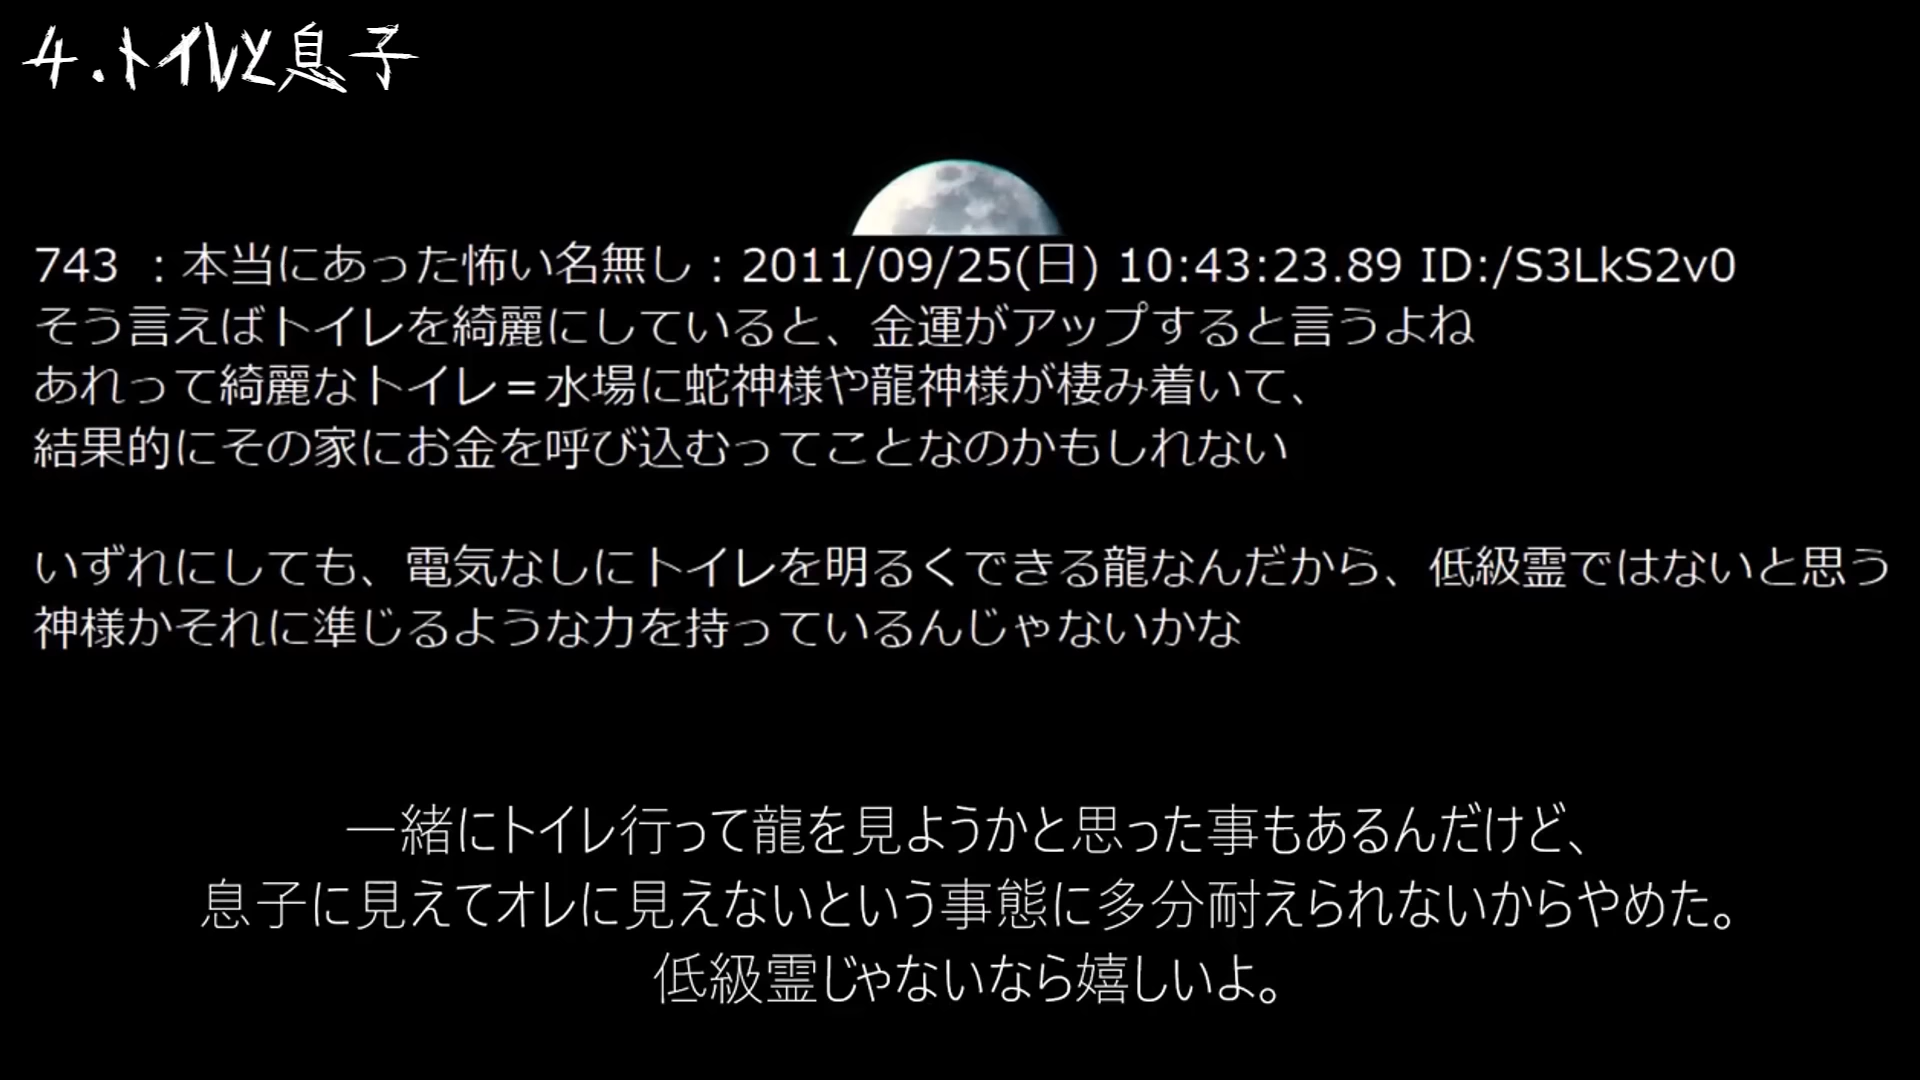 4.トイレと息子
743 ：本当にあった怖い名無し：2011/09/25(日) 10:43:23.89 ID:/S3LkS2v0
そう言えばトイレを綺麗にしていると、金運がアップすると言うよね
あれって綺麗なトイレ＝水場に蛇神様や龍神様が棲み着いて、
結果的にその家にお金を呼び込むってことなのかもしれない
いずれにしても、電気なしにトイレを明るくできる龍なんだから、低級霊ではないと思う
神様かそれに準じるような力を持っているんじゃないかな
一緒にトイレ行って龍を見ようかと思った事もあるんだけど、
息子に見えてオレに見えないという事態に多分耐えられないからやめた。
低級霊じゃないなら嬉しいよ。